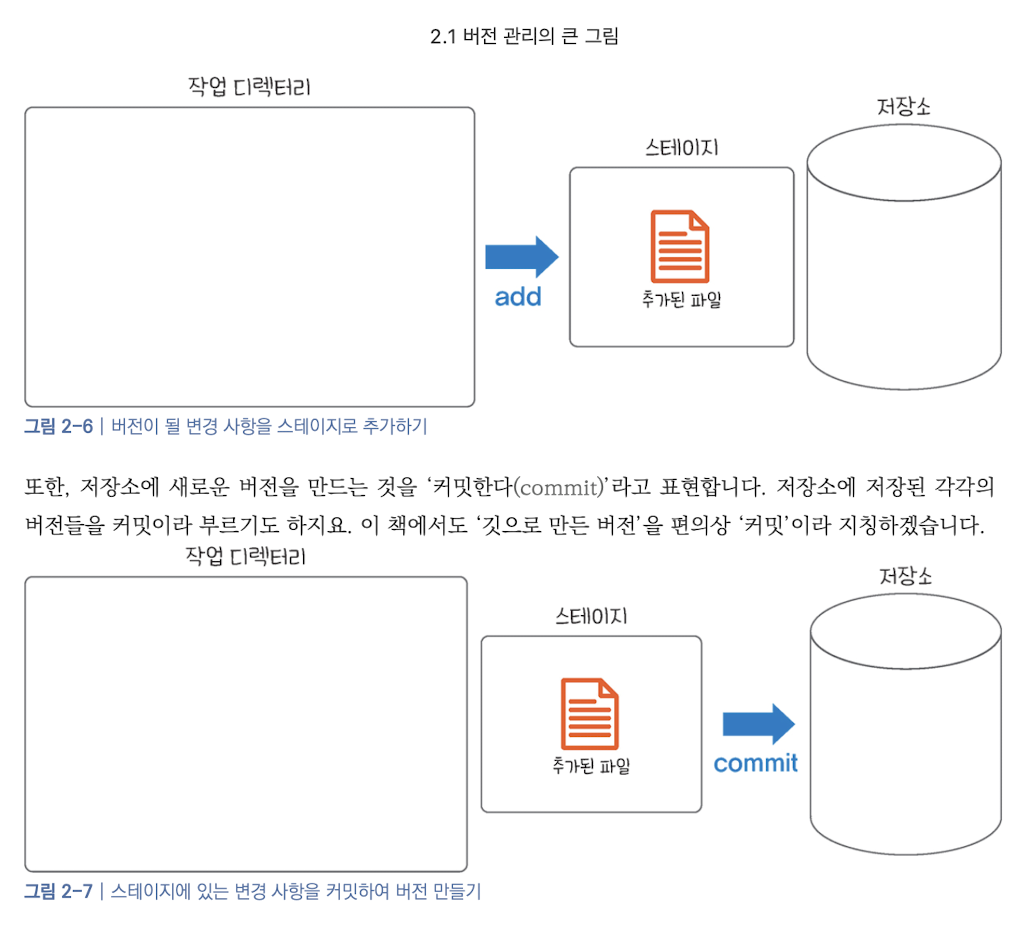 2.1 버전 관리의 큰 그림
작업 디렉터리
저장소
스테이지
add
추가된 파일
그림 2-6 | 버전이 될 변경 사항을 스테이지로 추가하기
또한, 저장소에 새로운 버전을 만드는 것을 ‘커밋한다(commit)’라고 표현합니다. 저장소에 저장된 각각의
버전들을 커밋이라 부르기도 하지요. 이 책에서도 ‘깃으로 만든 버전’을 편의상 ‘커밋’이라 지칭하겠습니다.
작업 디렉터리
저장소
스테이지
추가된 파일
commit
그림 2-7 | 스테이지에 있는 변경 사항을 커밋하여 버전 만들기